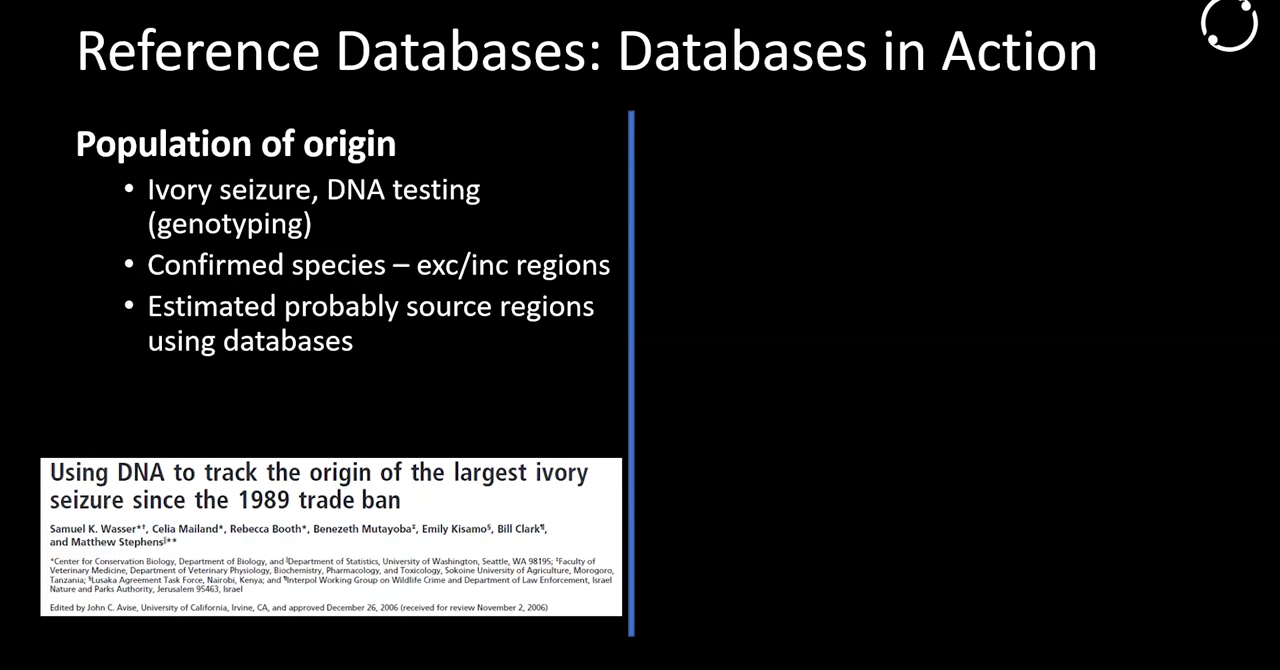 Reference Databases: Databases in Action
Population of origin
• Ivory seizure, DNA testing
(genotyping)
• Confirmed species – exc/inc regions
• Estimated probably source regions
using databases
Using DNA to track the origin of the largest ivory
seizure since the 1989 trade ban
Samuel K. Wasser*†, Celia Mailand*, Rebecca Booth*, Benezeth Mutayoba‡, Emily Kisamo§, Bill Clark¶,
and Matthew Stephens‖**
*Center for Conservation Biology, Department of Biology, and ‖Department of Statistics, University of Washington, Seattle, WA 98195; ‡Faculty of
Veterinary Medicine, Department of Veterinary Physiology, Biochemistry, Pharmacology, and Toxicology, Sokoine University of Agriculture, Morogoro,
Tanzania; §Lusaka Agreement Task Force, Nairobi, Kenya; and ¶Interpol Working Group on Wildlife Crime and Department of Law Enforcement, Israel
Nature and Parks Authority, Jerusalem 95463, Israel
Edited by John C. Avise, University of California, Irvine, CA, and approved December 26, 2006 (received for review November 2, 2006)